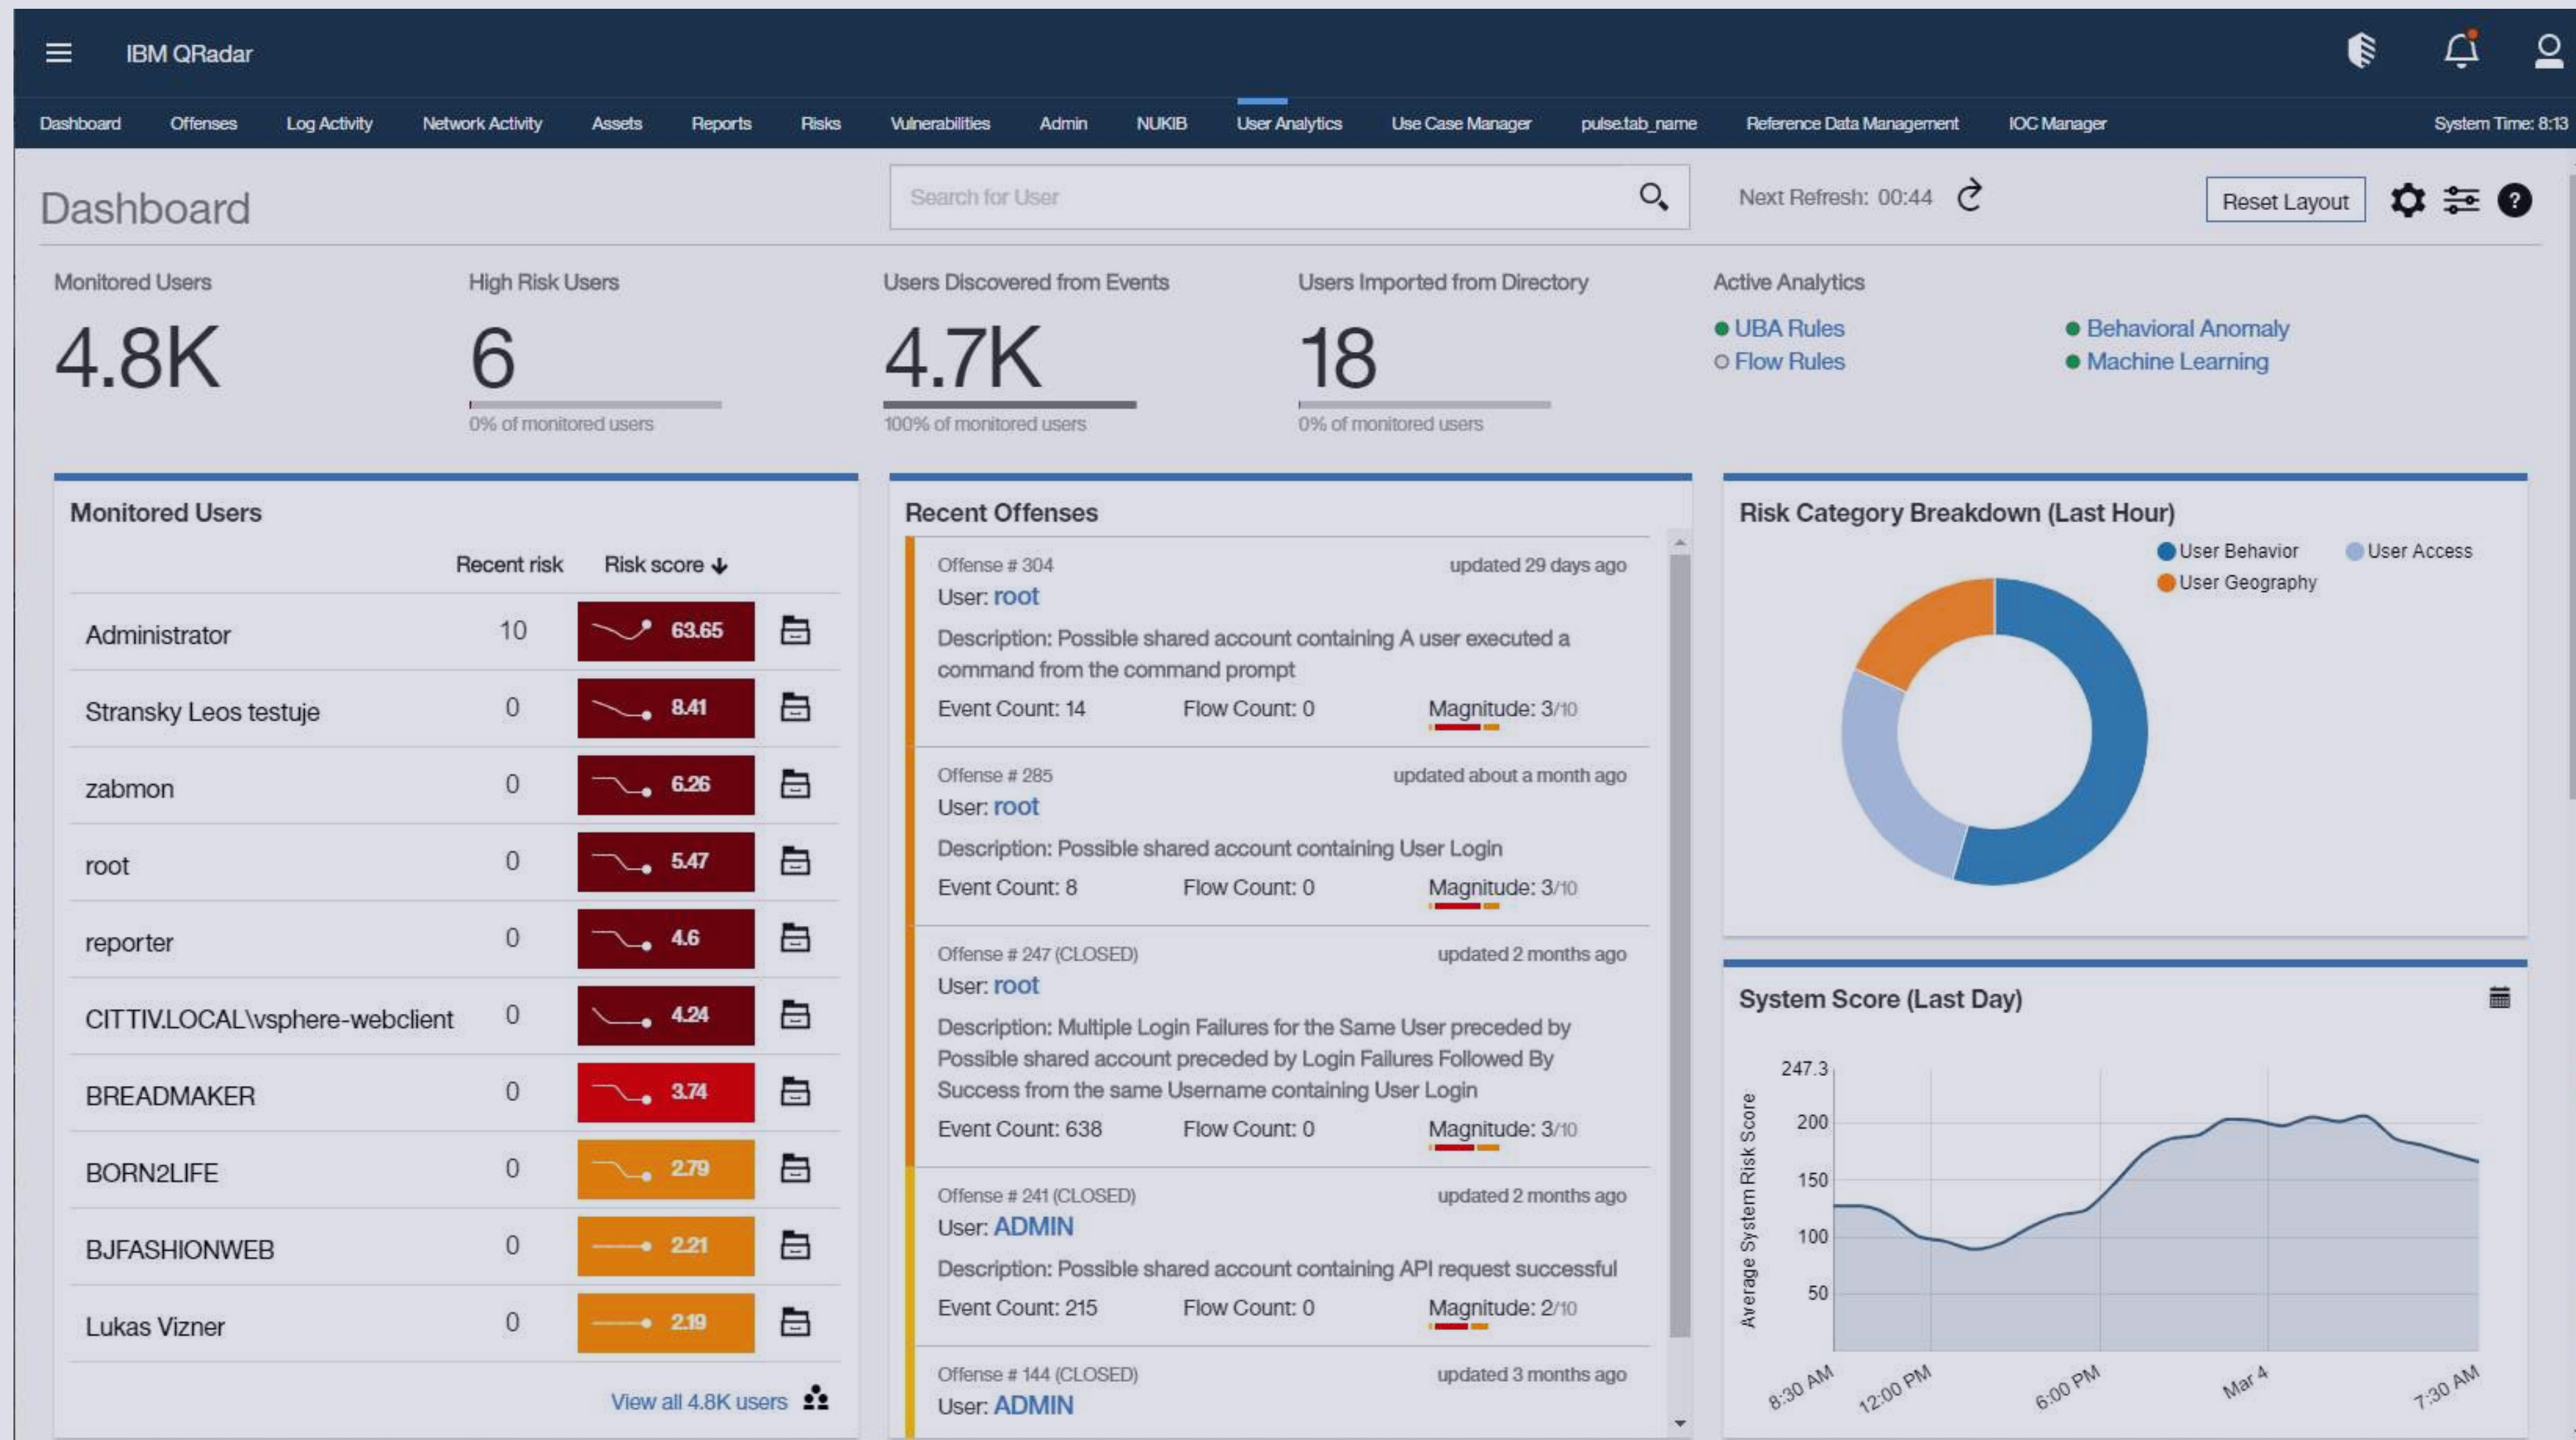 IBM QRadar
Dashboard Offenses Log Activity Network Activity Assets Reports Risks Vulnerabilities Admin NUKIB User Analytics Use Case Manager pulse.tab_name Reference Data Management IOC Manager System Time: 8:13
Dashboard
Search for User
Next Refresh: 00:44
Reset Layout
Monitored Users
4.8K
High Risk Users
6
0% of monitored users
Users Discovered from Events
4.7K
100% of monitored users
Users Imported from Directory
18
0% of monitored users
Active Analytics
UBA Rules
Flow Rules
Behavioral Anomaly
Machine Learning
Monitored Users
Recent risk Risk score
Administrator 10 63.65
Stransky Leos testuje 0 8.41
zabmon 0 6.26
root 0 5.47
reporter 0 4.6
CITTIV.LOCAL\vsphere-webclient 0 4.24
BREADMAKER 0 3.74
BORN2LIFE 0 2.79
BJFASHIONWEB 0 2.21
Lukas Vizner 0 2.19
View all 4.8K users
Recent Offenses
Offense # 304 updated 29 days ago
User: root
Description: Possible shared account containing A user executed a
command from the command prompt
Event Count: 14 Flow Count: 0 Magnitude: 3/10
Offense # 285 updated about a month ago
User: root
Description: Possible shared account containing User Login
Event Count: 8 Flow Count: 0 Magnitude: 3/10
Offense # 247 (CLOSED) updated 2 months ago
User: root
Description: Multiple Login Failures for the Same User preceded by
Possible shared account preceded by Login Failures Followed By
Success from the same Username containing User Login
Event Count: 638 Flow Count: 0 Magnitude: 3/10
Offense # 241 (CLOSED) updated 2 months ago
User: ADMIN
Description: Possible shared account containing API request successful
Event Count: 215 Flow Count: 0 Magnitude: 2/10
Offense # 144 (CLOSED) updated 3 months ago
User: ADMIN
Risk Category Breakdown (Last Hour)
User Behavior User Access
User Geography
System Score (Last Day)
Average System Risk Score
247.3
200
150
100
50
8:30 AM 12:00 PM 6:00 PM Mar 4 7:30 AM